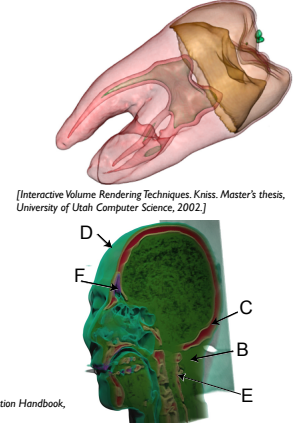 [Interactive Volume Rendering Techniques. Kniss. Master's thesis,
University of Utah Computer Science, 2002.]
D
F
C
B
E
tion Handbook,